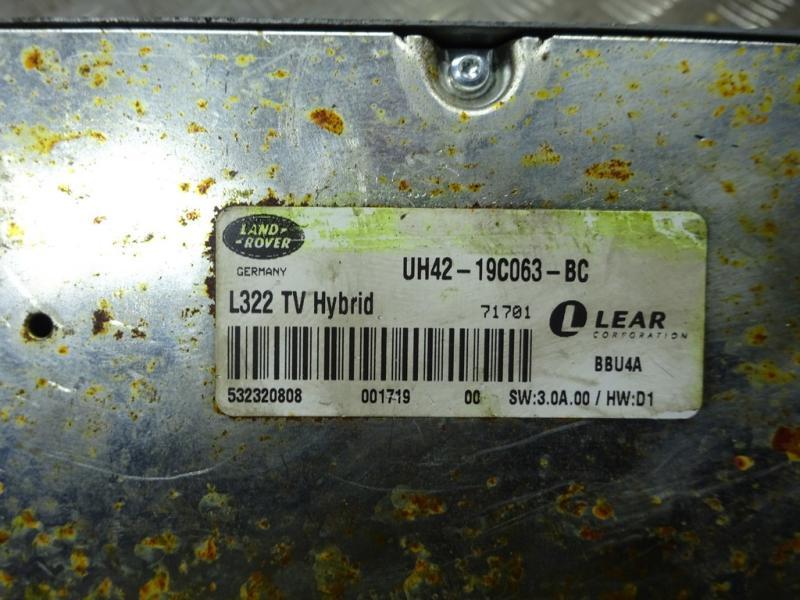 LAND-
-ROVER
GERMANY
UH42-19C063-BC
L322 TV Hybrid
71701
LEAR
CORPORATION
BBU4A
532320808 001719 00 SW:3.0A.00 / HW:D1